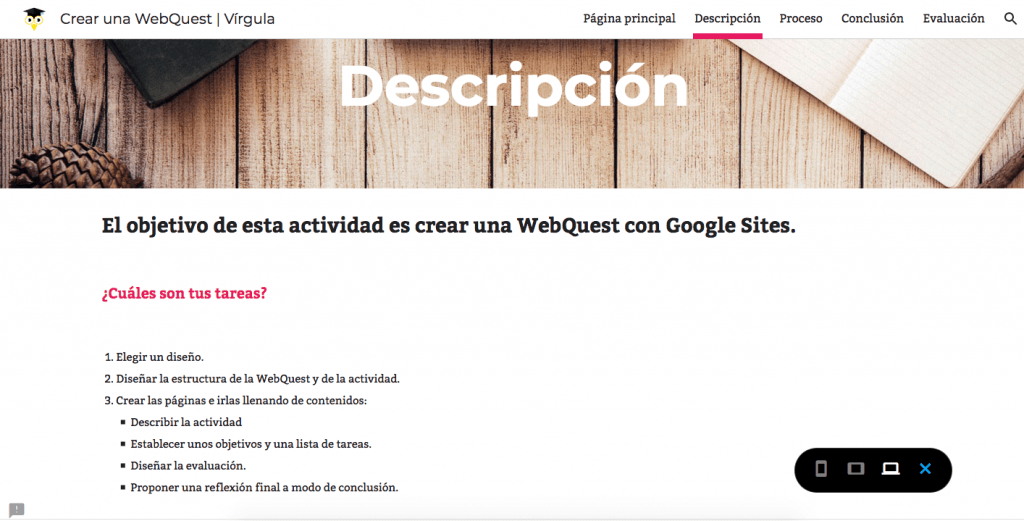 Crear una WebQuest | Vírgula
Página principal
Descripción
Proceso
Conclusión
Evaluación
Descripción
El objetivo de esta actividad es crear una WebQuest con Google Sites.
¿Cuáles son tus tareas?
1. Elegir un diseño.
2. Diseñar la estructura de la WebQuest y de la actividad.
3. Crear las páginas e irlas llenando de contenidos:
▪ Describir la actividad
▪ Establecer unos objetivos y una lista de tareas.
▪ Diseñar la evaluación.
▪ Proponer una reflexión final a modo de conclusión.